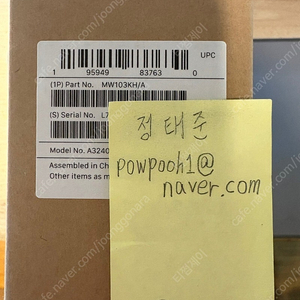 UPC
1 95949 83763 0
(1P) Part No. MW103KH/A
(S) Serial No. L7
Model No. A3240
Assembled in Ch
Other items as m
정태준
powpooh1@
naver.com